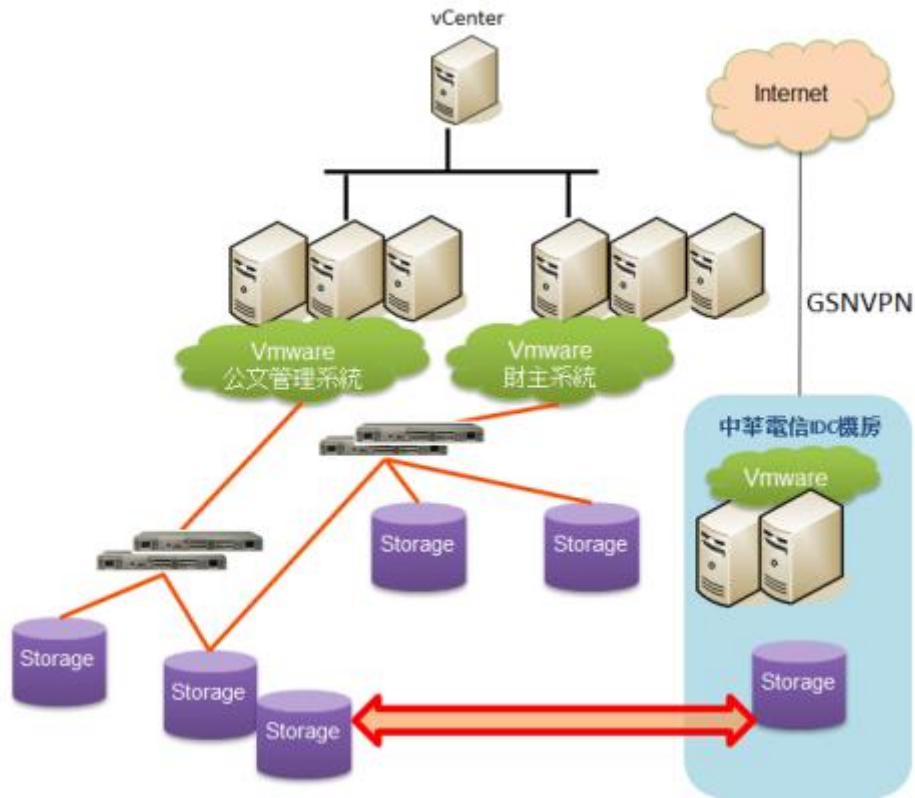 vCenter
Internet
GSNVPN
Vmware
公文管理系統
Vmware
財主系統
中華電信IDC機房
Vmware
Storage
Storage
Storage
Storage
Storage
Storage